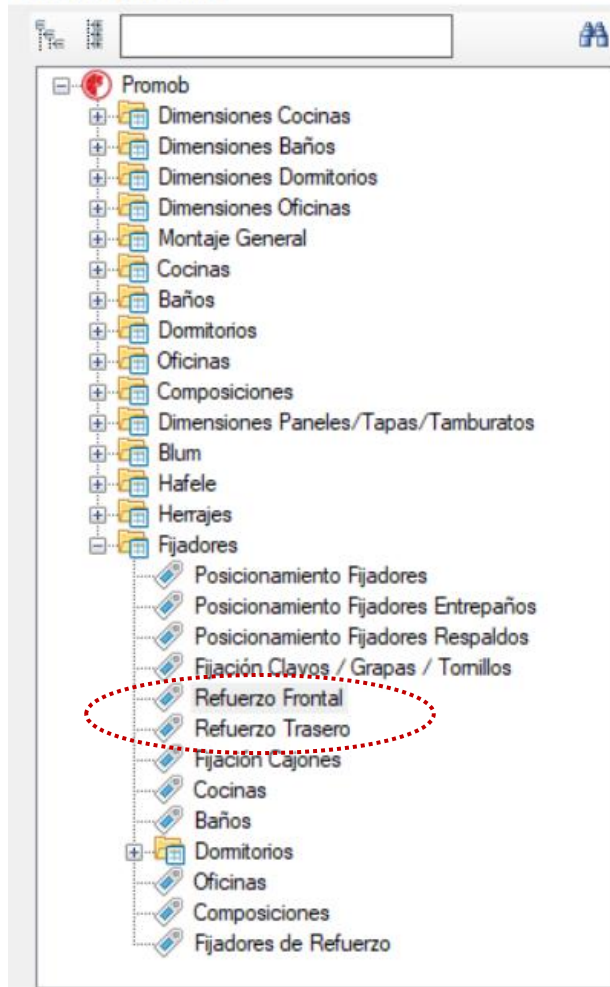 Promob
Dimensiones Cocinas
Dimensiones Baños
Dimensiones Dormitorios
Dimensiones Oficinas
Montaje General
Cocinas
Baños
Dormitorios
Oficinas
Composiciones
Dimensiones Paneles/Tapas/Tamburatos
Blum
Hafele
Herrajes
Fijadores
Posicionamiento Fijadores
Posicionamiento Fijadores Entrepaños
Posicionamiento Fijadores Respaldos
Fijación Clavos / Grapas / Tornillos
Refuerzo Frontal
Refuerzo Trasero
Fijación Cajones
Cocinas
Baños
Dormitorios
Oficinas
Composiciones
Fijadores de Refuerzo